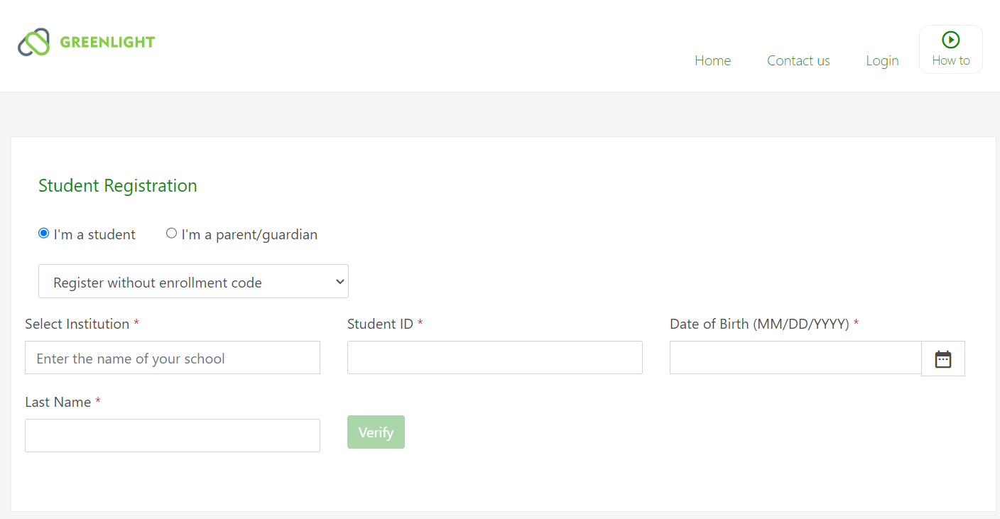 GREENLIGHT
Home Contact us Login How to
Student Registration
I'm a student I'm a parent/guardian
Register without enrollment code
Select Institution * Student ID * Date of Birth (MM/DD/YYYY) *
Enter the name of your school
Last Name *
Verify